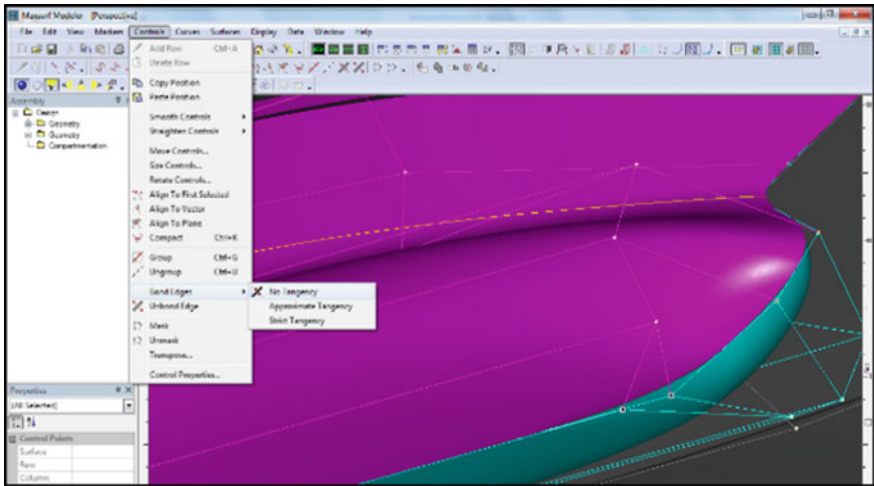 Maxsurf Modeler - [Perspective]
File Edit View Markers Controls Curves Surfaces Display Data Window Help
Add Row Ctrl+A
Delete Row
Copy Position
Paste Position
Smooth Controls
Straighten Controls
Move Controls...
Size Controls...
Rotate Controls...
Align To First Selected
Align To Vector
Align To Plane
Compact Ctrl+K
Group Ctrl+G
Ungroup Ctrl+U
Bond Edges
Unbond Edge
Mask
Unmask
Transpose...
Control Properties...
No Tangency
Approximate Tangency
Strict Tangency
Assembly
Design
Geometry
Geometry
Compartmentation
Properties
(All Selected)
Control Points
Surface
Row
Column